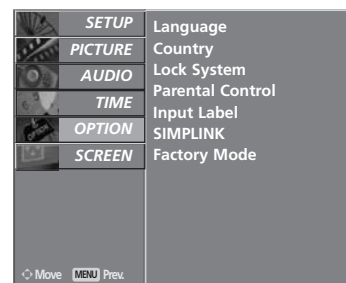 SETUP
PICTURE
AUDIO
TIME
OPTION
SCREEN
Language
Country
Lock System
Parental Control
Input Label
SIMPLINK
Factory Mode
Move MENU Prev.